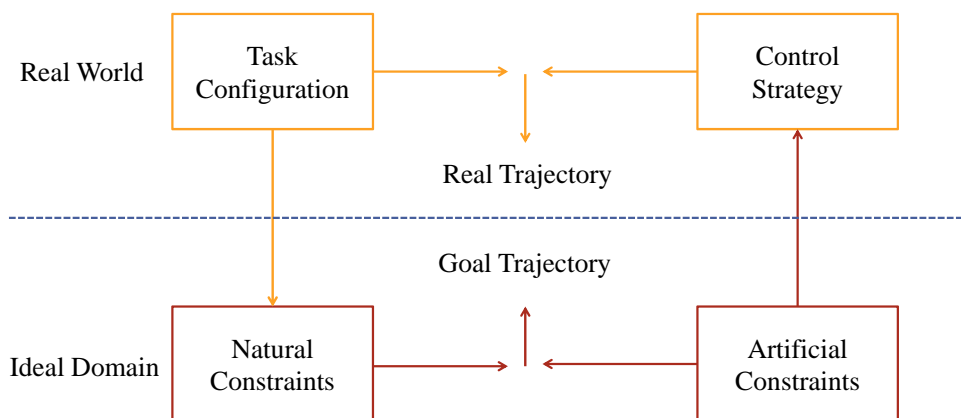 Real World
Task
Configuration
Control
Strategy
Real Trajectory
Goal Trajectory
Ideal Domain
Natural
Constraints
Artificial
Constraints